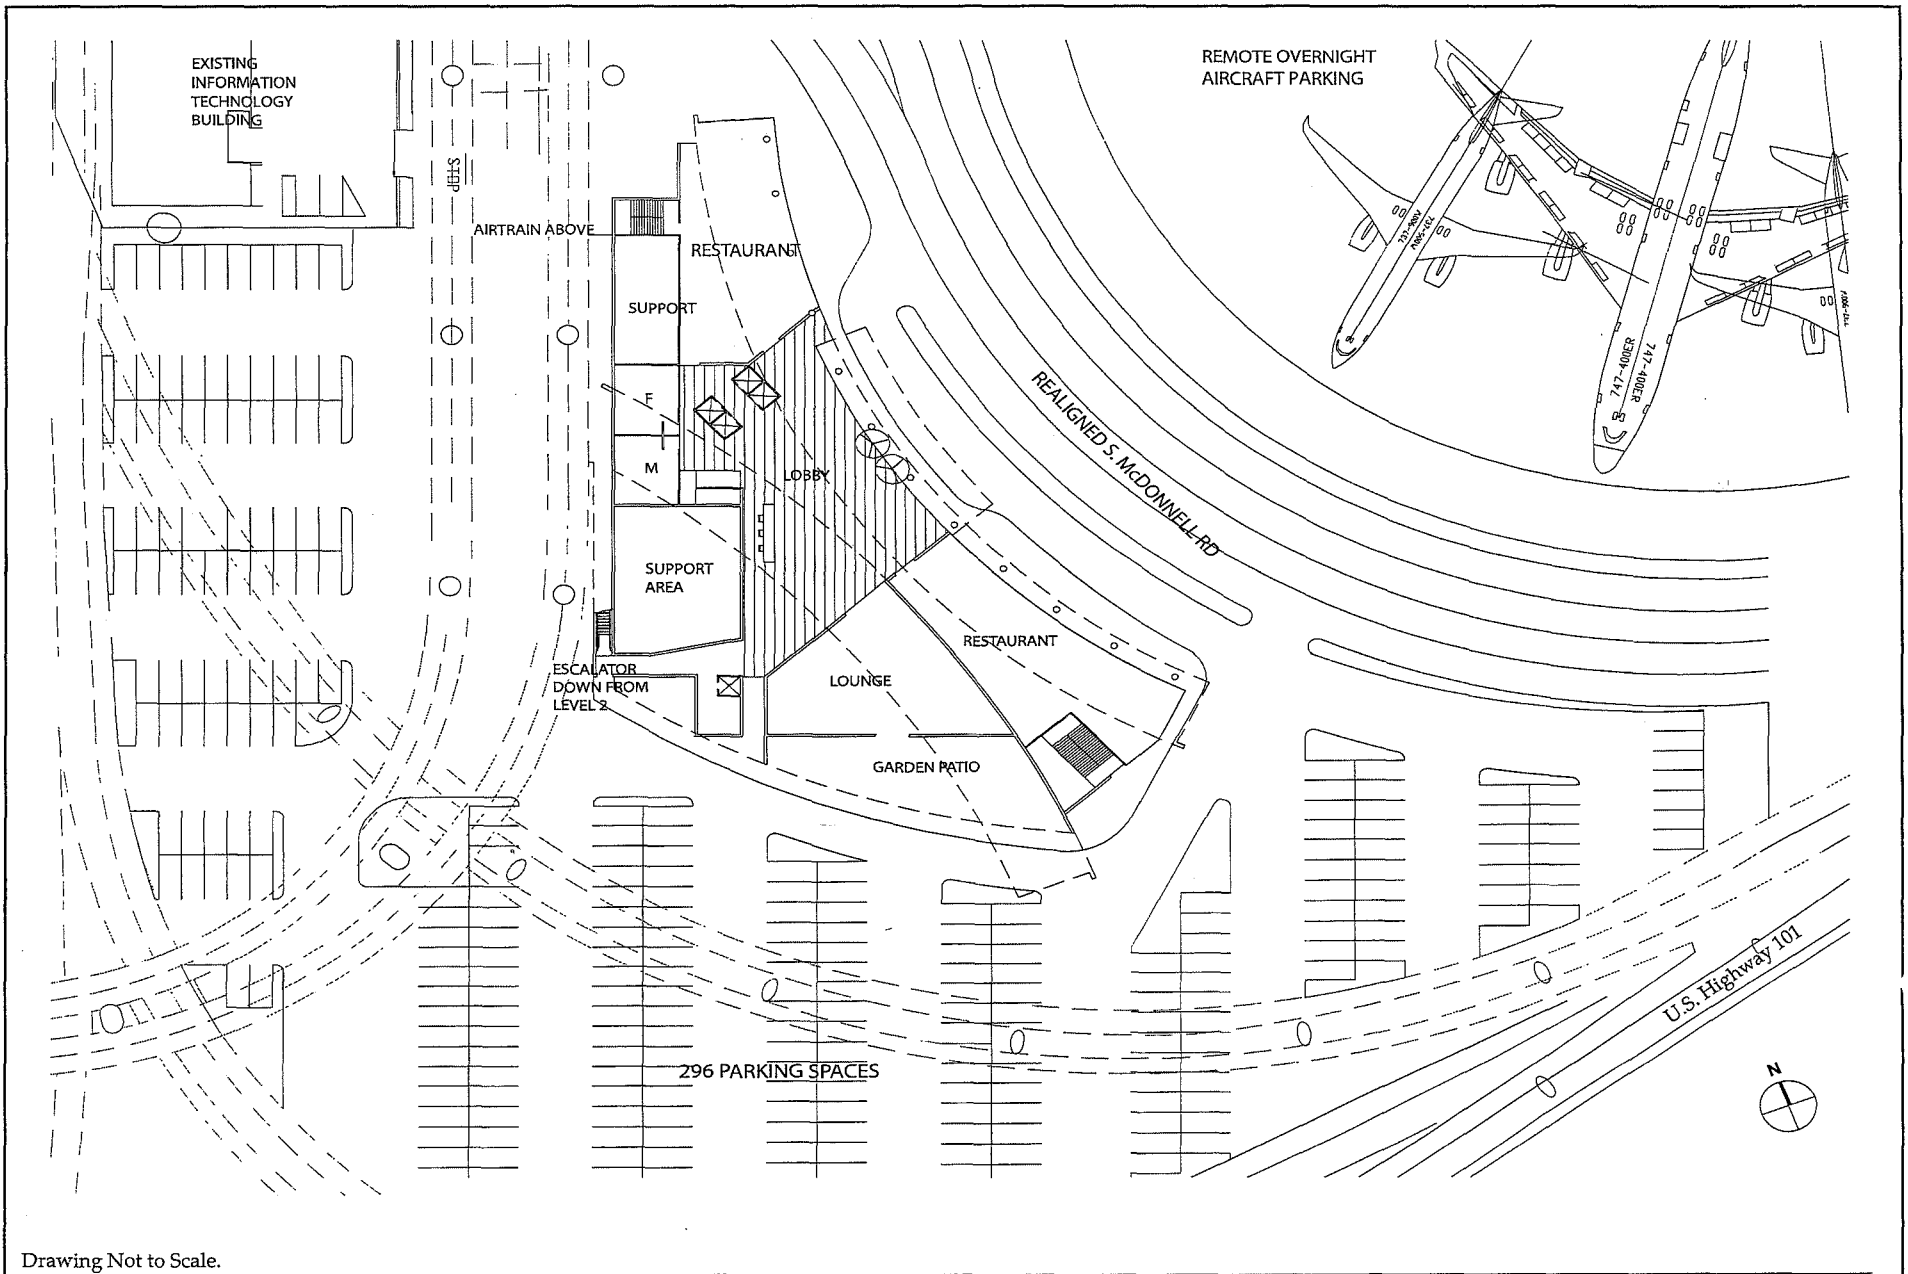 EXISTING
INFORMATION
TECHNOLOGY
BUILDING
REMOTE OVERNIGHT
AIRCRAFT PARKING
STOP
AIRTRAIN ABOVE
RESTAURANT
SUPPORT
F
M
LOBBY
SUPPORT
AREA
REALIGNED S. McDONNELL RD
747-400ER
747-400ER
RESTAURANT
ESCALATOR
DOWN FROM
LEVEL 2
LOUNGE
GARDEN PATIO
296 PARKING SPACES
U.S. Highway 101
N
Drawing Not to Scale.